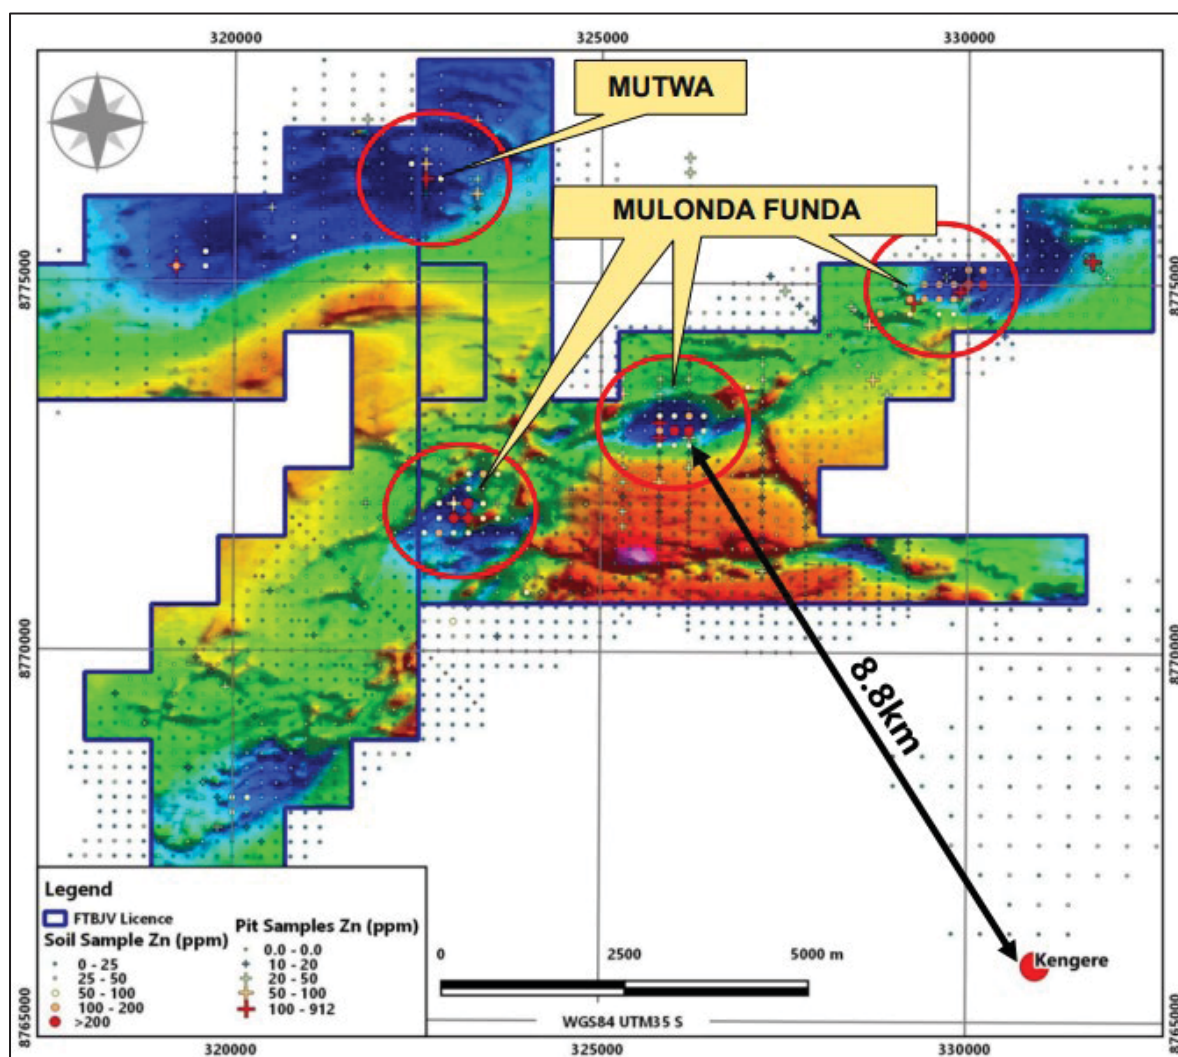 320000
325000
330000
MUTWA
MULONDA FUNDA
8775000
8775000
8770000
8770000
8.8km
Kengere
Legend
FTBJV Licence
Soil Sample Zn (ppm)
0 - 25
25 - 50
50 - 100
100 - 200
>200
Pit Samples Zn (ppm)
0.0 - 0.0
10 - 20
20 - 50
50 - 100
100 - 912
0
2500
5000 m
WGS84 UTM35 S
8765000
8765000
320000
325000
330000